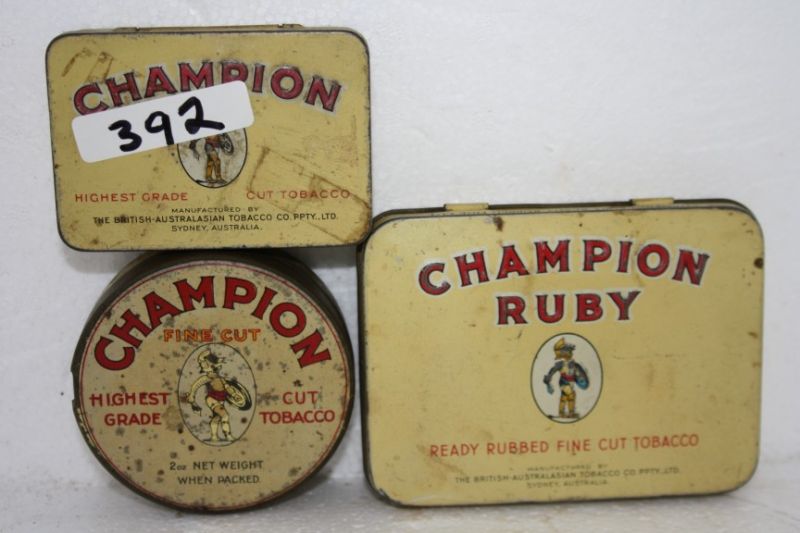 CHAMPION
392
HIGHEST GRADE CUT TOBACCO
MANUFACTURED BY
THE BRITISH-AUSTRALASIAN TOBACCO CO. PPTY., LTD.
SYDNEY, AUSTRALIA.
CHAMPION
FINE CUT
HIGHEST GRADE
CUT TOBACCO
2 oz NET WEIGHT
WHEN PACKED.
CHAMPION
RUBY
READY RUBBED FINE CUT TOBACCO
MANUFACTURED BY
THE BRITISH-AUSTRALASIAN TOBACCO CO. PPTY., LTD.
SYDNEY, AUSTRALIA.